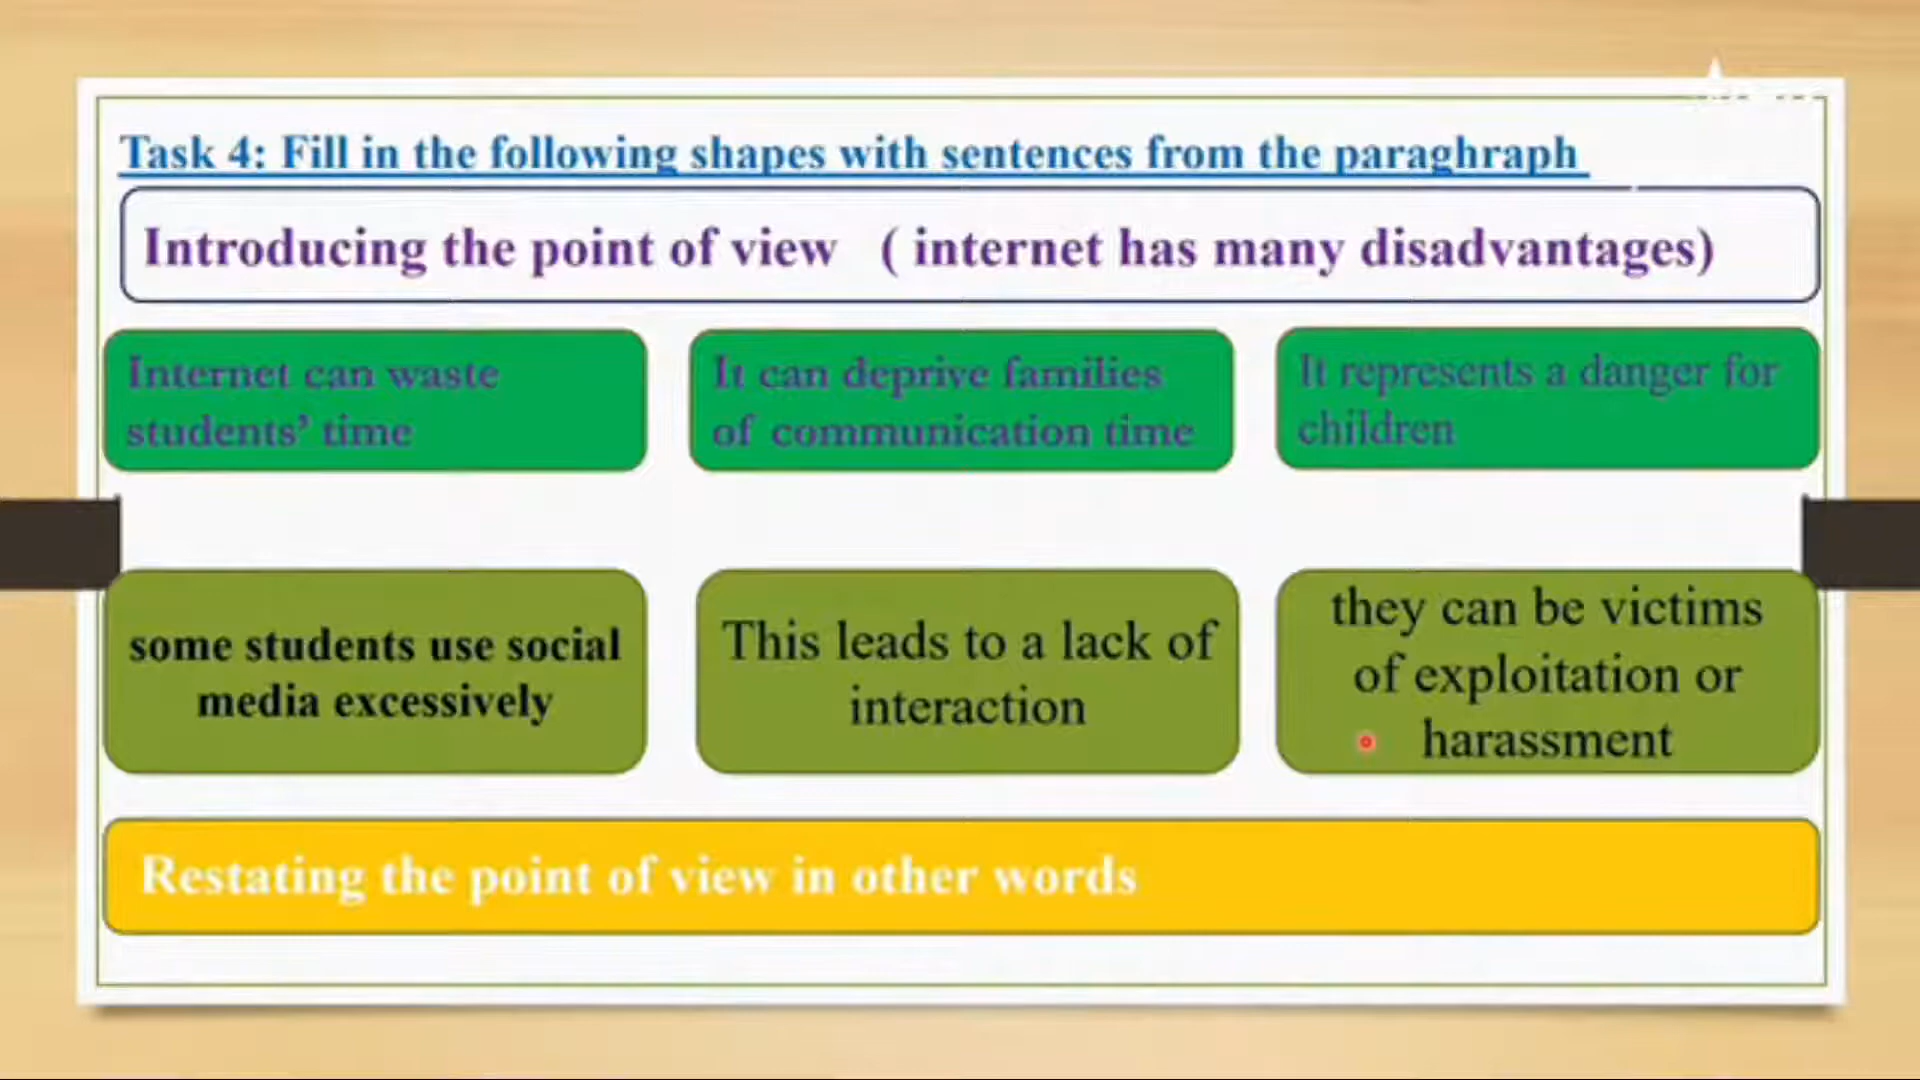 Task 4: Fill in the following shapes with sentences from the paraghraph
Introducing the point of view ( internet has many disadvantages)
Internet can waste
students’ time
It can deprive families
of communication time
It represents a danger for
children
some students use social
media excessively
This leads to a lack of
interaction
they can be victims
of exploitation or
harassment
Restating the point of view in other words